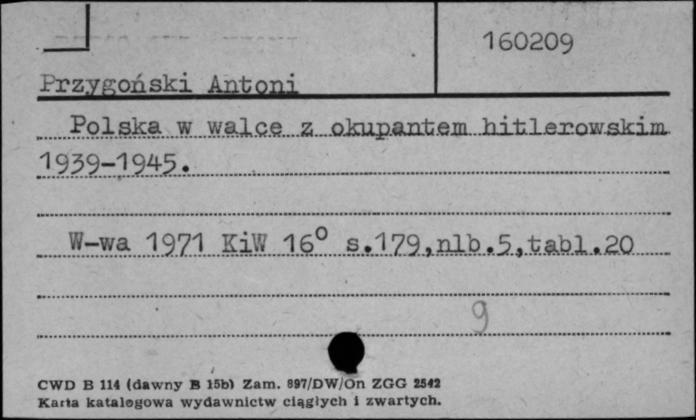 160209
Przygoński Antoni
Polska w walce z okupantem hitlerowskim
1939-1945.
W-wa 1971 KiW 16° s.179,nlb.5,tabl.20
9
CWD B 114 (dawny B 15b) Zam. 897/DW/On ZGG 2542
Karta katalogowa wydawnictw ciągłych i zwartych.